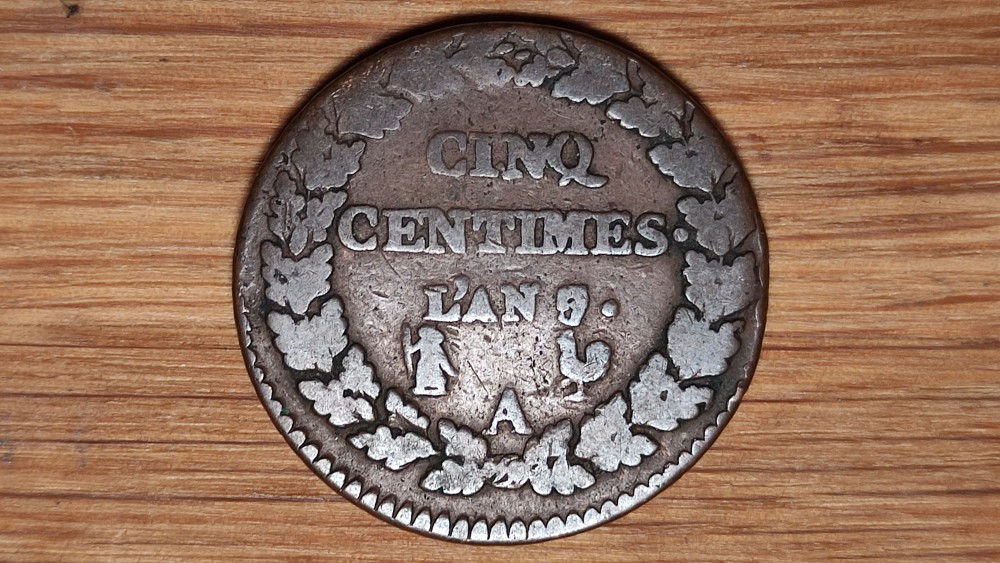 CINQ
CENTIMES.
L'AN 9.
A